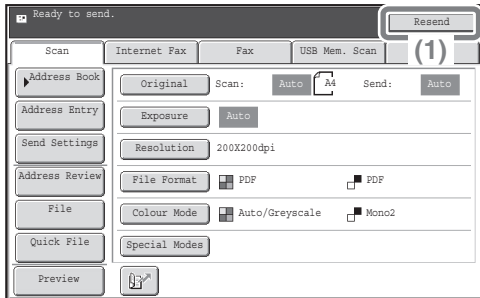 Ready to send.
Resend
(1)
Scan Internet Fax Fax USB Mem. Scan
Address Book Original Scan: Auto A4 Send: Auto
Address Entry Exposure Auto
Send Settings Resolution 200X200dpi
Address Review File Format PDF PDF
File Colour Mode Auto/Greyscale Mono2
Quick File Special Modes
Preview